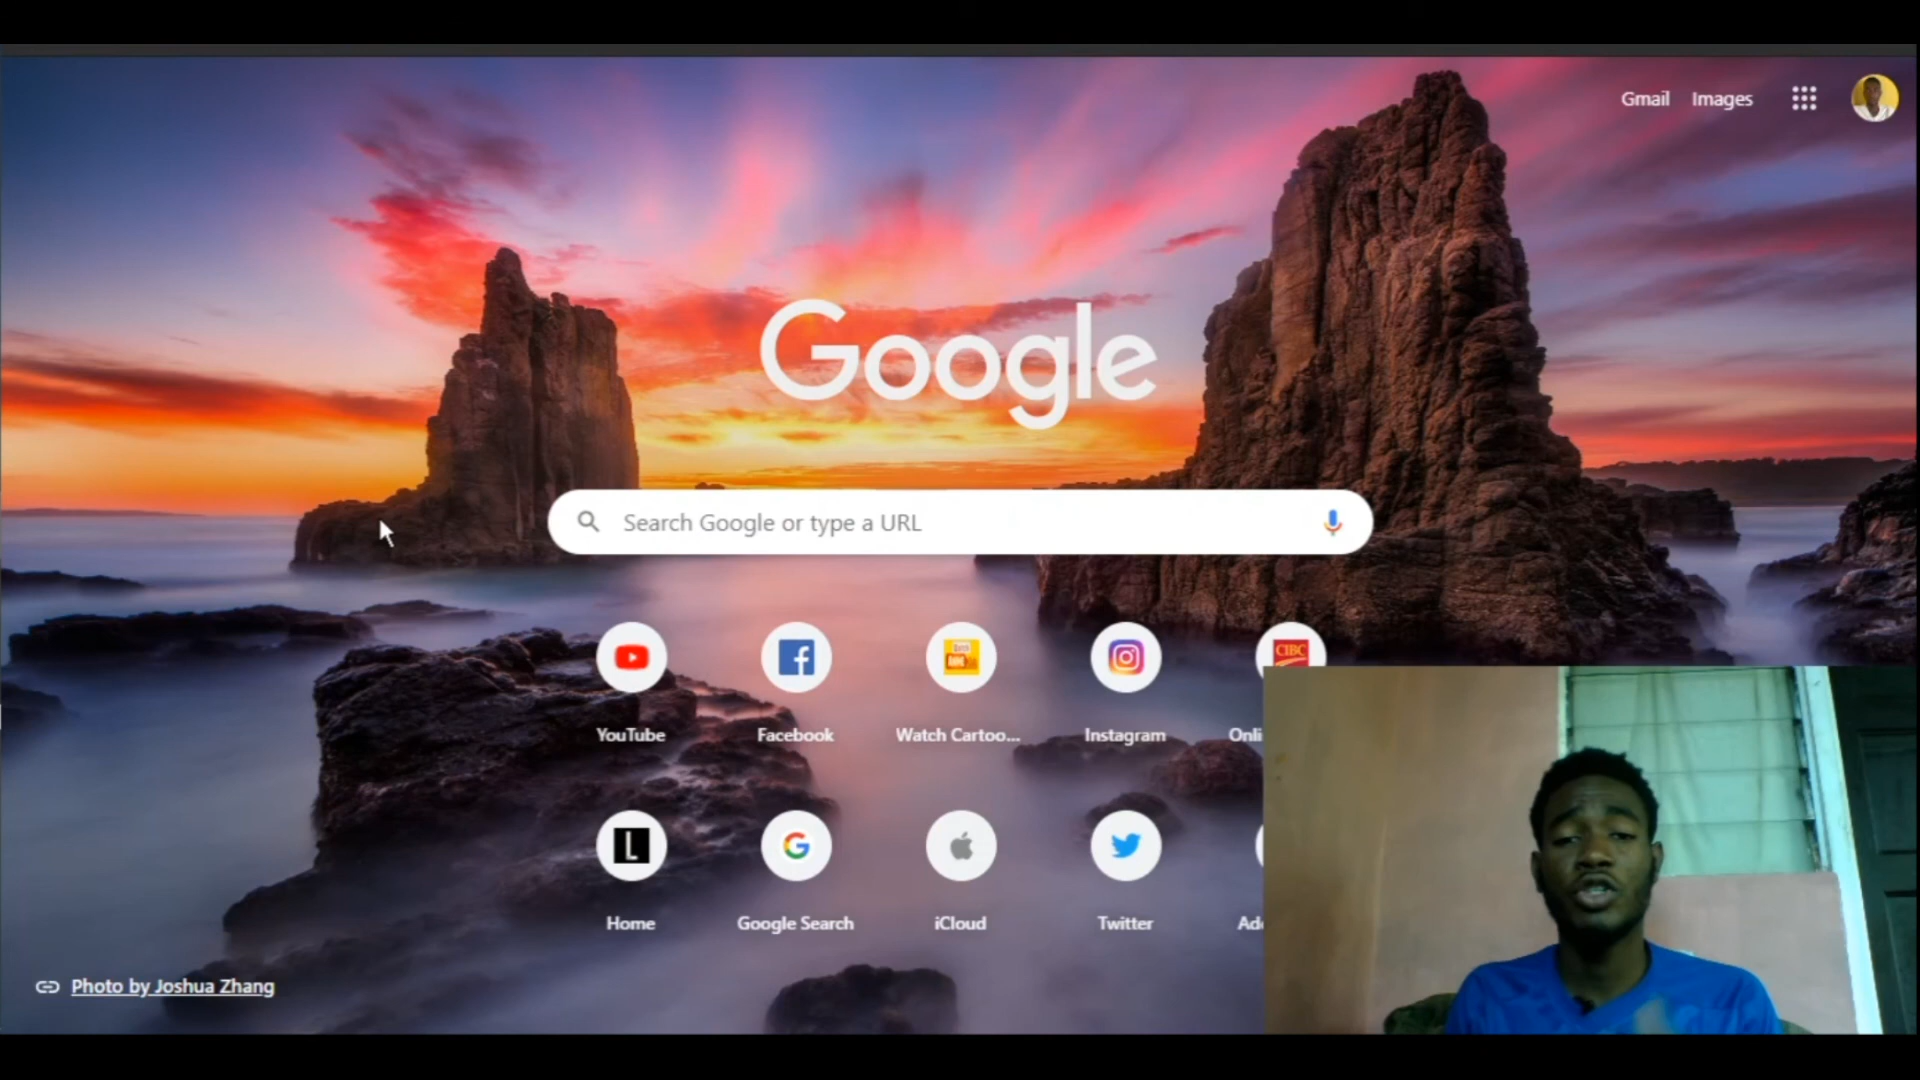 Gmail Images
Google
Search Google or type a URL
CIBC
YouTube Facebook Watch Cartoo... Instagram Onli
L
Home Google Search iCloud Twitter Ad
Photo by Joshua Zhang